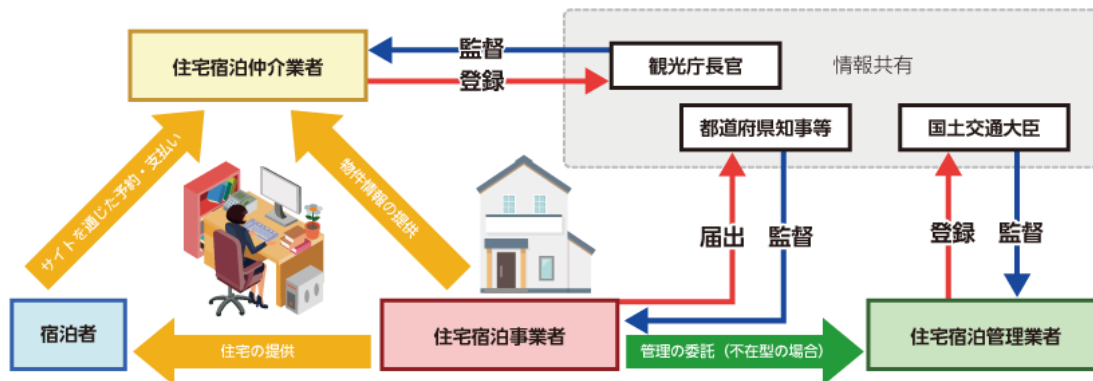 監督
住宅宿泊仲介業者
観光庁長官
情報共有
登録
都道府県知事等
国土交通大臣
サイトを通じた予約・支払い
物件情報の提供
届出
監督
登録
監督
宿泊者
住宅宿泊事業者
住宅宿泊管理業者
住宅の提供
管理の委託（不在型の場合）